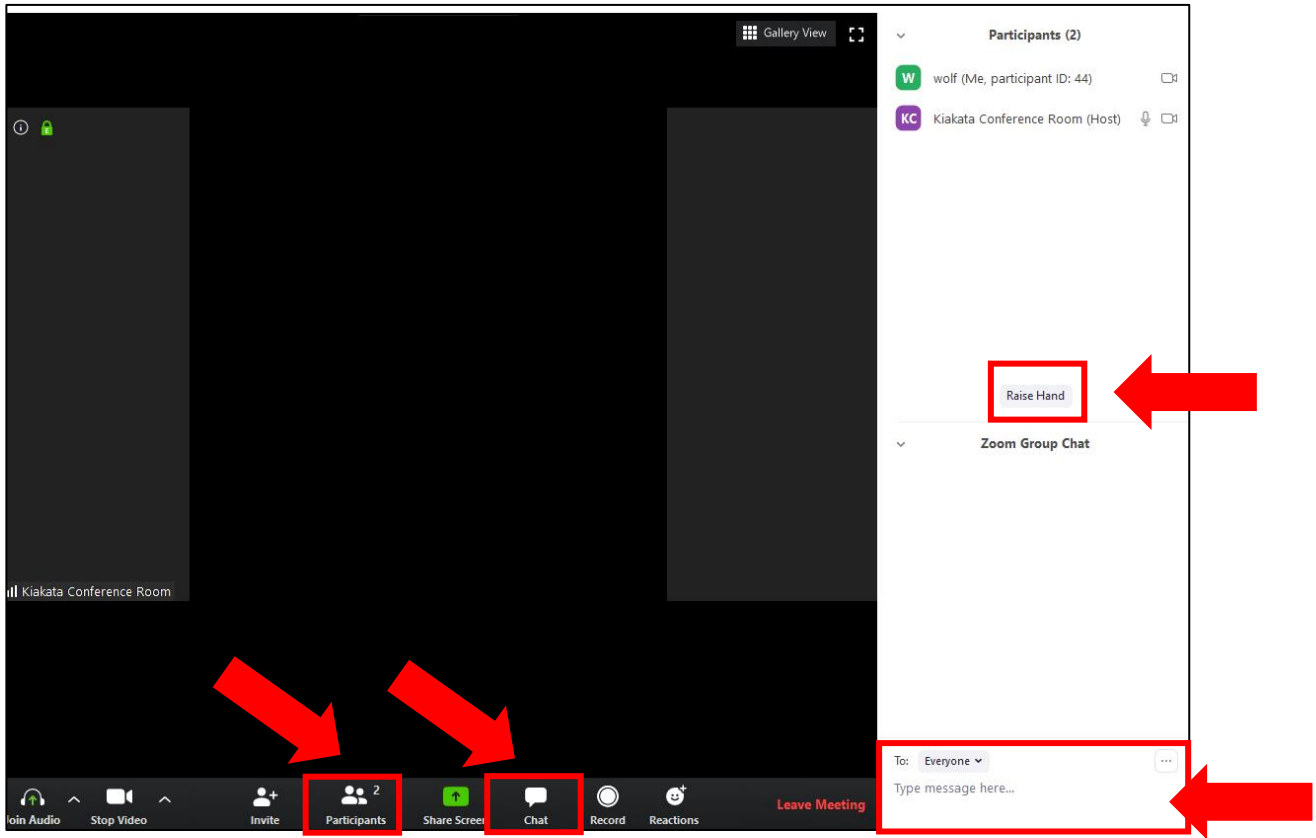 Gallery View
Participants (2)
W wolf (Me, participant ID: 44)
KC Kiakata Conference Room (Host)
Raise Hand
Zoom Group Chat
Kiakata Conference Room
To: Everyone
Type message here...
2
Join Audio Stop Video Invite Participants Share Screen Chat Record Reactions Leave Meeting